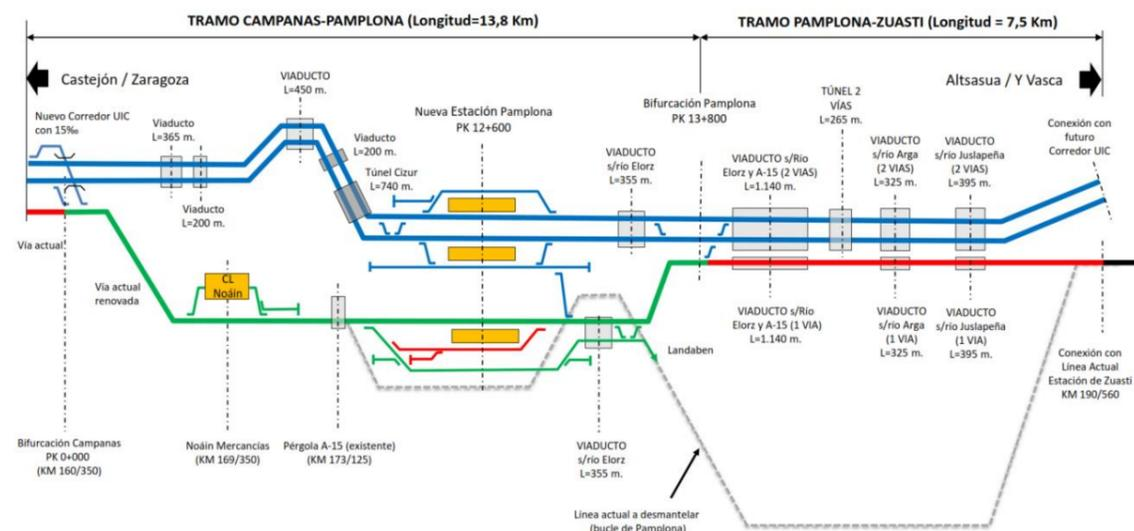 TRAMO CAMPANAS-PAMPLONA (Longitud=13,8 Km)
TRAMO PAMPLONA-ZUASTI (Longitud = 7,5 Km)
Castejón / Zaragoza
Altsasua / Y Vasca
Nuevo Corredor UIC
con 15‰
Viaducto
L=365 m.
VIADUCTO
L=450 m.
Viaducto
L=200 m.
Túnel Cizur
L=740 m.
Viaducto
L=200 m.
Nueva Estación Pamplona
PK 12+600
VIADUCTO
s/río Elorz
L=355 m.
Bifurcación Pamplona
PK 13+800
VIADUCTO s/Río
Elorz y A-15 (2 VIAS)
L=1.140 m.
TÚNEL 2
VÍAS
L=265 m.
VIADUCTO
s/río Arga
(2 VIAS)
L=325 m.
VIADUCTO
s/río Juslapeña
(2 VÍAS)
L=395 m.
Conexión con
futuro
Corredor UIC
Vía actual
Vía actual
renovada
CL
Noáin
Landaben
VIADUCTO s/Río
Elorz y A-15 (1 VIA)
L=1.140 m.
VIADUCTO
s/río Arga
(1 VIA)
L=325 m.
VIADUCTO
s/río Juslapeña
(1 VÍA)
L=395 m.
Conexión con
Línea Actual
Estación de Zuasti
KM 190/560
Bifurcación Campanas
PK 0+000
(KM 160/350)
Noáin Mercancías
(KM 169/350)
Pérgola A-15 (existente)
(KM 173/125)
VIADUCTO
s/río Elorz
L=355 m.
Línea actual a desmantelar
(bucle de Pamplona)